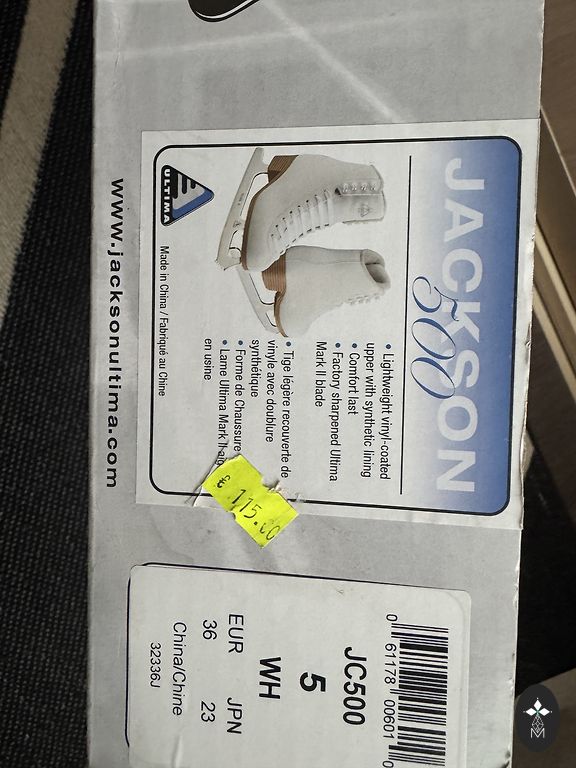 JACKSON
500
• Lightweight vinyl-coated
upper with synthetic lining
• Comfort last
• Factory sharpened Ultima
Mark II blade
• Tige légère recouverte de
vinyle avec doublure
synthétique
• Forme de Chaussure
• Lame Ultima Mark II
en usine
ULTIMA
Made in China / Fabriqué au Chine
www.jacksonultima.com
£ 115.00
0 61178 00601 0
JC500
5
WH
EUR JPN
36 23
China/Chine
32336J
M